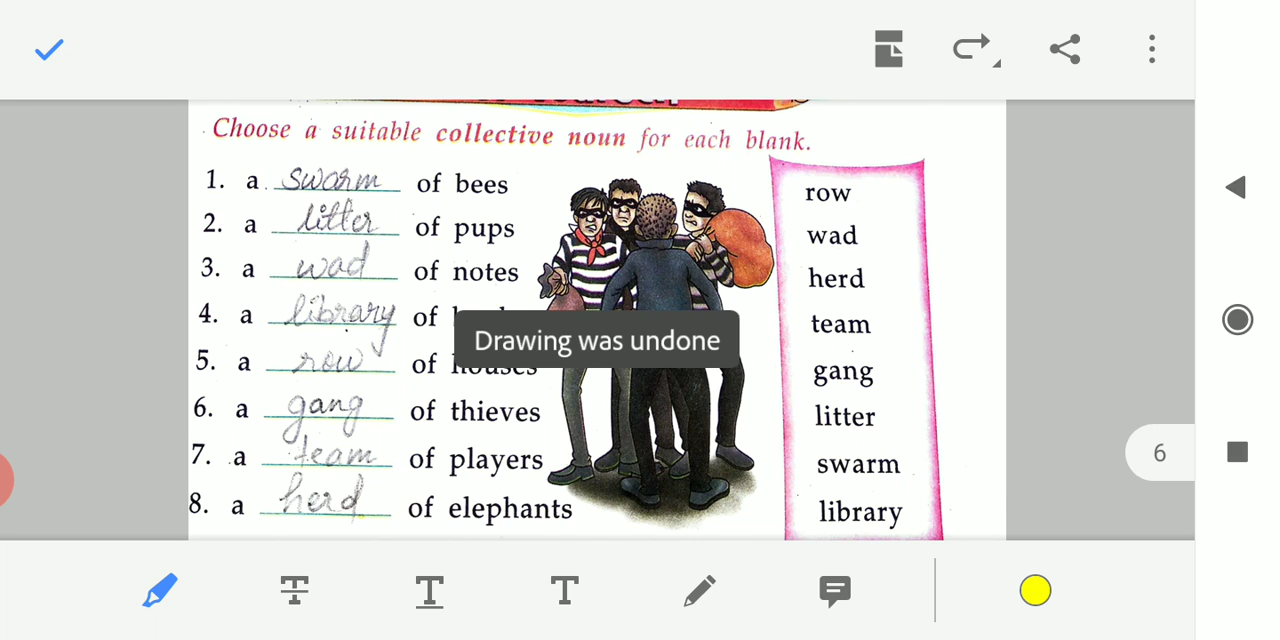 Choose a suitable collective noun for each blank.
1. a swarm of bees
2. a litter of pups
3. a wad of notes
4. a library of
5. a row of houses
6. a gang of thieves
7. a team of players
8. a herd of elephants
row
wad
herd
team
gang
litter
swarm
library
Drawing was undone
6